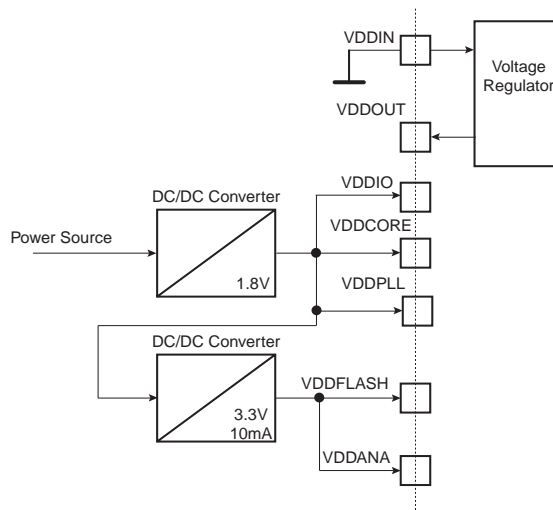 VDDIN
Voltage
Regulator
VDDOUT
VDDIO
DC/DC Converter
VDDCORE
Power Source
1.8V
VDDPLL
DC/DC Converter
VDDFLASH
3.3V
10mA
VDDANA